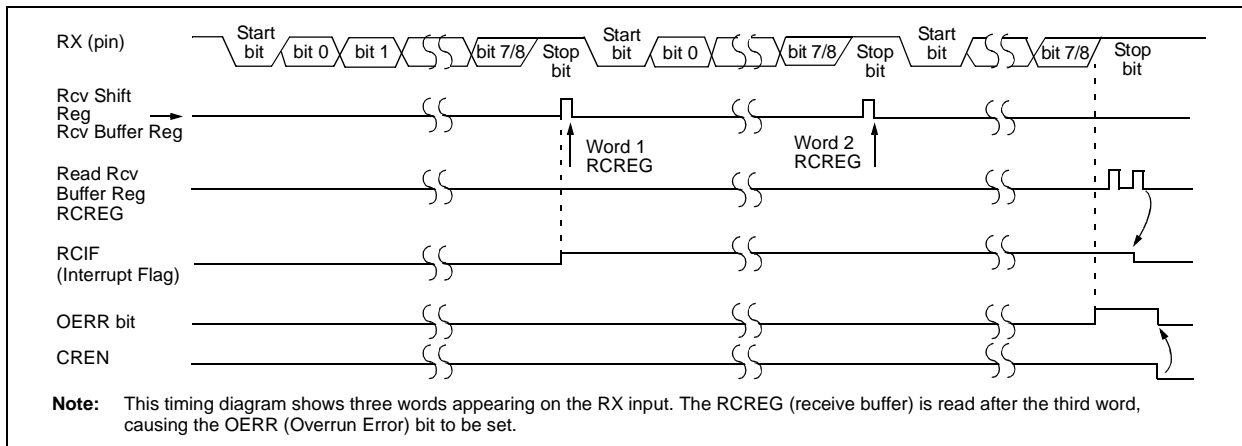 RX (pin)
Start
bit
bit 0
bit 1
bit 7/8
Stop
bit
Start
bit
bit 0
bit 7/8
Stop
bit
Start
bit
bit 7/8
Stop
bit
Rcv Shift
Reg
Rcv Buffer Reg
Word 1
RCREG
Word 2
RCREG
Read Rcv
Buffer Reg
RCREG
RCIF
(Interrupt Flag)
OERR bit
CREN
Note: This timing diagram shows three words appearing on the RX input. The RCREG (receive buffer) is read after the third word,
causing the OERR (Overrun Error) bit to be set.